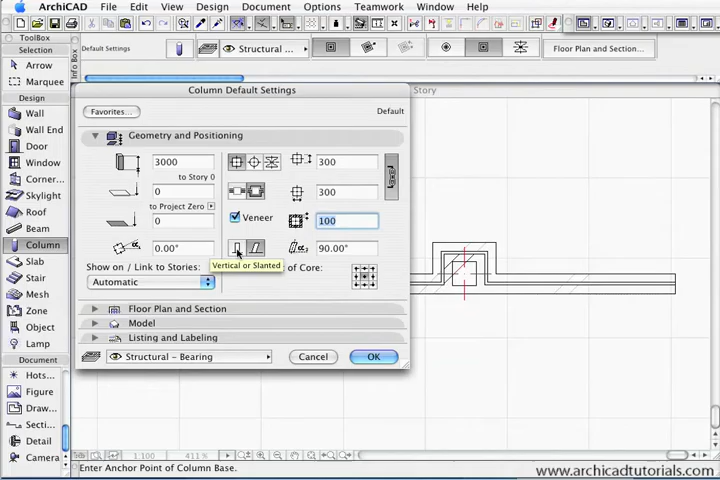 ArchiCAD File Edit View Design Document Options Teamwork Window Help
ToolBox
Selection
Arrow
Marquee
Design
Wall
Wall End
Door
Window
Corner...
Skylight
Roof
Beam
Column
Slab
Stair
Mesh
Zone
Object
Lamp
Document
Hots...
Figure
Draw...
Secti...
Detail
Camera
Info Box
Default Settings
Structural ...
Floor Plan and Section...
Story
Column Default Settings
Favorites...
Default
Geometry and Positioning
3000
300
to Story 0
0
300
to Project Zero
0
Veneer
100
0.00°
90.00°
Vertical or Slanted
Show on / Link to Stories:
of Core:
Automatic
Floor Plan and Section
Model
Listing and Labeling
Structural - Bearing
Cancel
OK
1:100
411 %
Enter Anchor Point of Column Base.
www.archicadtutorials.com